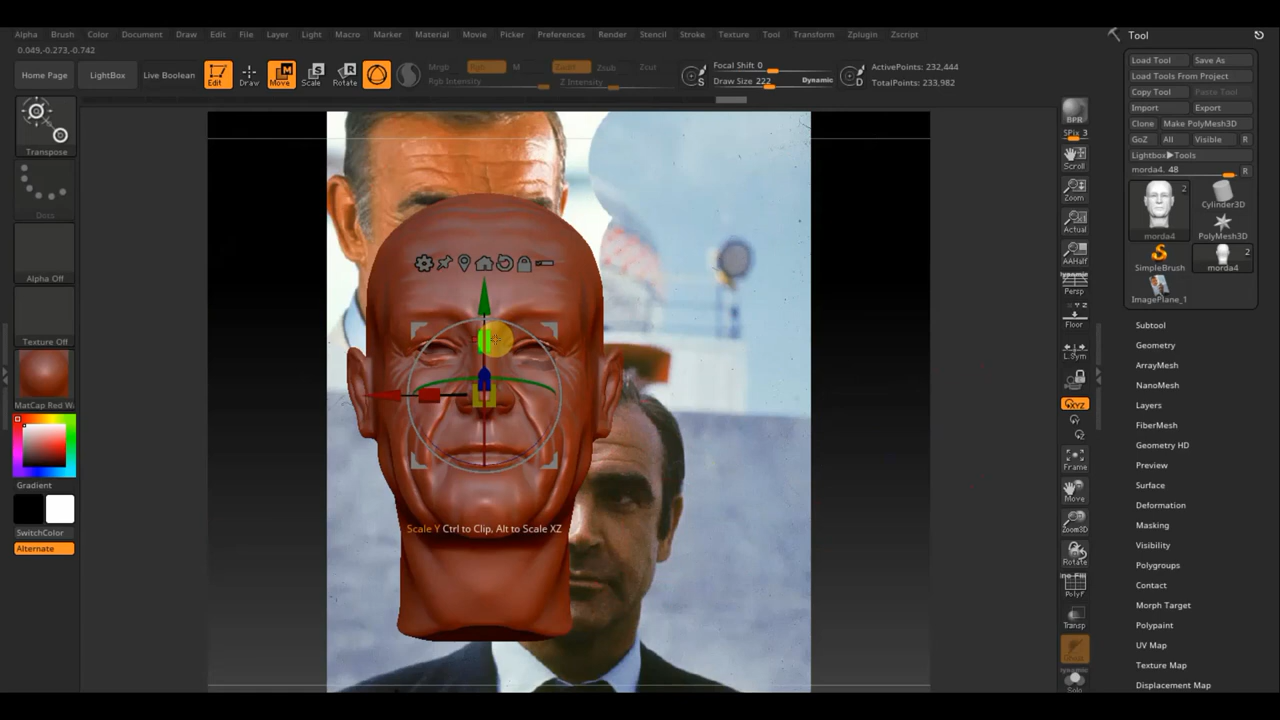 Alpha Brush Color Document Draw Edit File Layer Light Macro Marker Material Movie Picker Preferences Render Stencil Stroke Texture Tool Transform Zplugin Zscript
0.049,-0.273,-0.742
Home Page LightBox Live Boolean Edit Draw Move Scale Rotate
Mrgb Rgb M Zadd Zsub Zcut
Rgb Intensity Z Intensity
S Focal Shift 0
Draw Size 222 Dynamic
D
ActivePoints: 232,444
TotalPoints: 233,982
Transpose
Dots
Alpha Off
Texture Off
MatCap Red Wa
Gradient
SwitchColor
Alternate
Scale Y Ctrl to Clip, Alt to Scale XZ
BPR
SPix 3
Scroll
Zoom
Actual
AAHalf
Dynamic
Persp
Floor
L.Sym
XYZ
Frame
Move
Zoom3D
Rotate
Line Fill
PolyF
Transp
Dynamic
Solo
Tool
Load Tool Save As
Load Tools From Project
Copy Tool Paste Tool
Import Export
Clone Make PolyMesh3D
GoZ All Visible R
Lightbox▶Tools
morda4. 48 R
2
morda4
Cylinder3D
PolyMesh3D
SimpleBrush
2
morda4
ImagePlane_1
Subtool
Geometry
ArrayMesh
NanoMesh
Layers
FiberMesh
Geometry HD
Preview
Surface
Deformation
Masking
Visibility
Polygroups
Contact
Morph Target
Polypaint
UV Map
Texture Map
Displacement Map